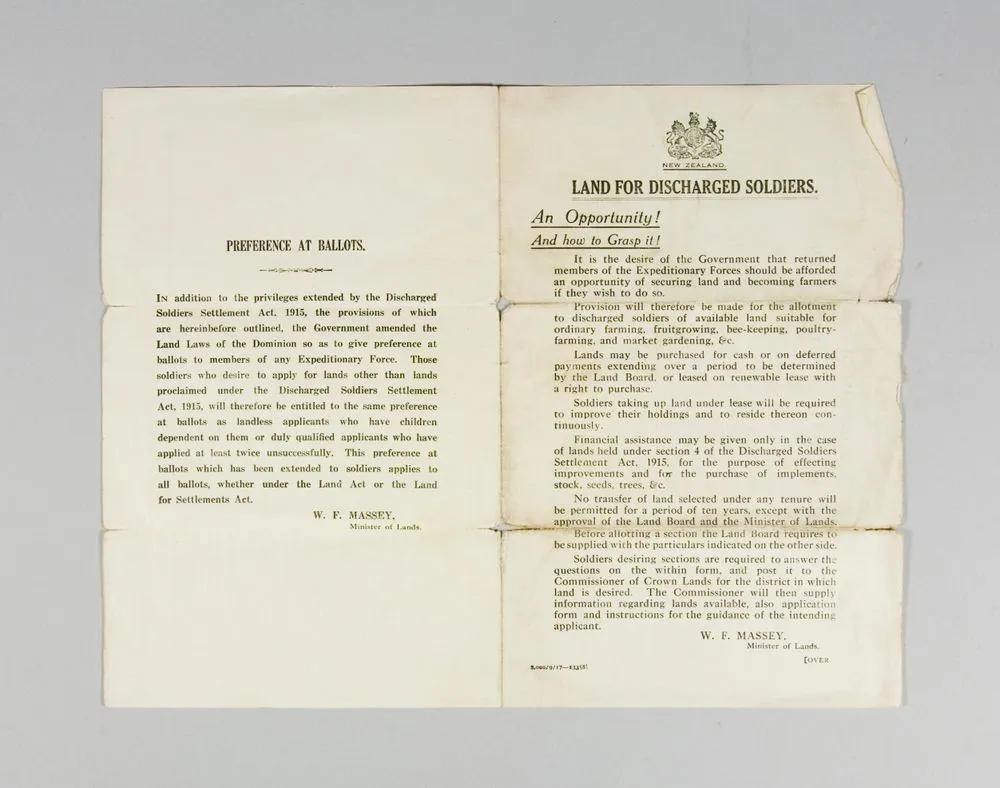 PREFERENCE AT BALLOTS.
IN addition to the privileges extended by the Discharged
Soldiers Settlement Act, 1915, the provisions of which
are hereinbefore outlined, the Government amended the
Land Laws of the Dominion so as to give preference at
ballots to members of any Expeditionary Force. Those
soldiers who desire to apply for lands other than lands
proclaimed under the Discharged Soldiers Settlement
Act, 1915, will therefore be entitled to the same preference
at ballots as landless applicants who have children
dependent on them or duly qualified applicants who have
applied at least twice unsuccessfully. This preference at
ballots which has been extended to soldiers applies to
all ballots, whether under the Land Act or the Land
for Settlements Act.
W. F. MASSEY,
Minister of Lands.
NEW ZEALAND.
LAND FOR DISCHARGED SOLDIERS.
An Opportunity!
And how to Grasp it!
It is the desire of the Government that returned
members of the Expeditionary Forces should be afforded
an opportunity of securing land and becoming farmers
if they wish to do so.
Provision will therefore be made for the allotment
to discharged soldiers of available land suitable for
ordinary farming, fruitgrowing, bee-keeping, poultry-
farming, and market gardening, &c.
Lands may be purchased for cash or on deferred
payments extending over a period to be determined
by the Land Board, or leased on renewable lease with
a right to purchase.
Soldiers taking up land under lease will be required
to improve their holdings and to reside thereon con-
tinuously.
Financial assistance may be given only in the case
of lands held under section 4 of the Discharged Soldiers
Settlement Act, 1915, for the purpose of effecting
improvements and for the purchase of implements,
stock, seeds, trees, &c.
No transfer of land selected under any tenure will
be permitted for a period of ten years, except with the
approval of the Land Board and the Minister of Lands.
Before allotting a section the Land Board requires to
be supplied with the particulars indicated on the other side.
Soldiers desiring sections are required to answer the
questions on the within form, and post it to the
Commissioner of Crown Lands for the district in which
land is desired. The Commissioner will then supply
information regarding lands available, also application
form and instructions for the guidance of the intending
applicant.
W. F. MASSEY,
Minister of Lands.
[OVER